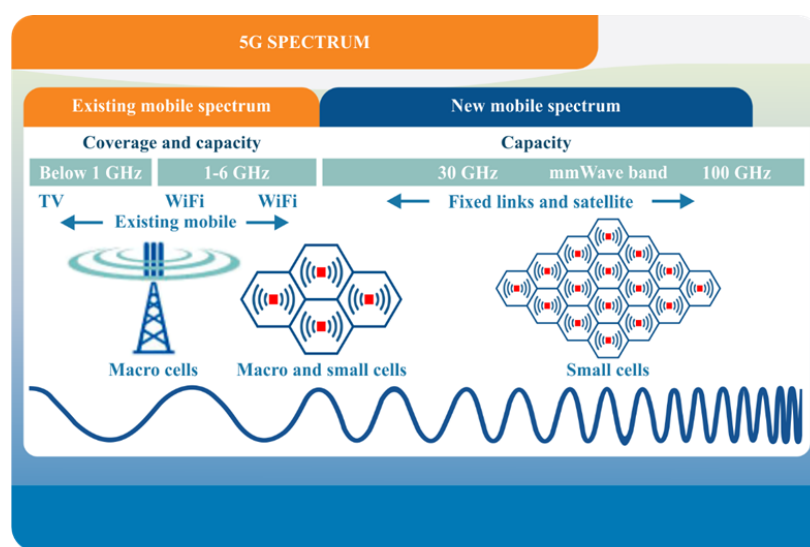 5G SPECTRUM
Existing mobile spectrum
New mobile spectrum
Coverage and capacity
Capacity
Below 1 GHz
1-6 GHz
30 GHz
mmWave band
100 GHz
TV
WiFi
WiFi
Fixed links and satellite
Existing mobile
Macro cells
Macro and small cells
Small cells